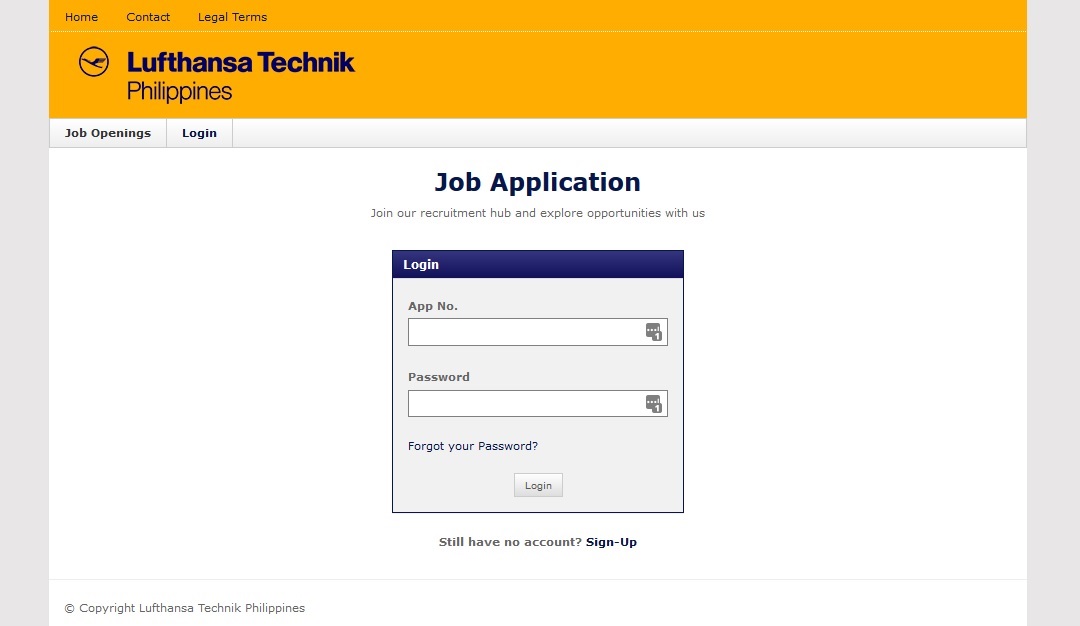 Home Contact Legal Terms
Lufthansa Technik
Philippines
Job Openings Login
Job Application
Join our recruitment hub and explore opportunities with us
Login
App No.
1
Password
1
Forgot your Password?
Login
Still have no account? Sign-Up
© Copyright Lufthansa Technik Philippines